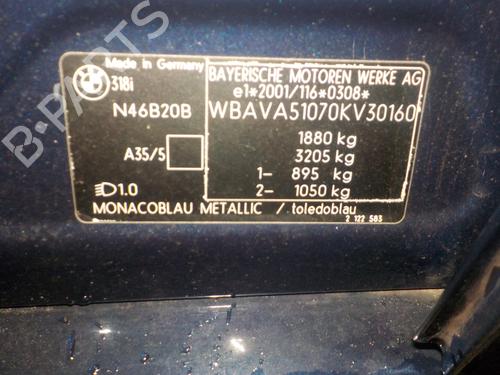 BMW
Made in Germany
318i
N46B20B
A35/5
1.0
BAYERISCHE MOTOREN WERKE AG
e1*2001/116*0308*
WBAVA51070KV30160
1880 kg
3205 kg
1- 895 kg
2- 1050 kg
MONACOBLAU METALLIC / toledoblau
2 122 583
B-PARTS